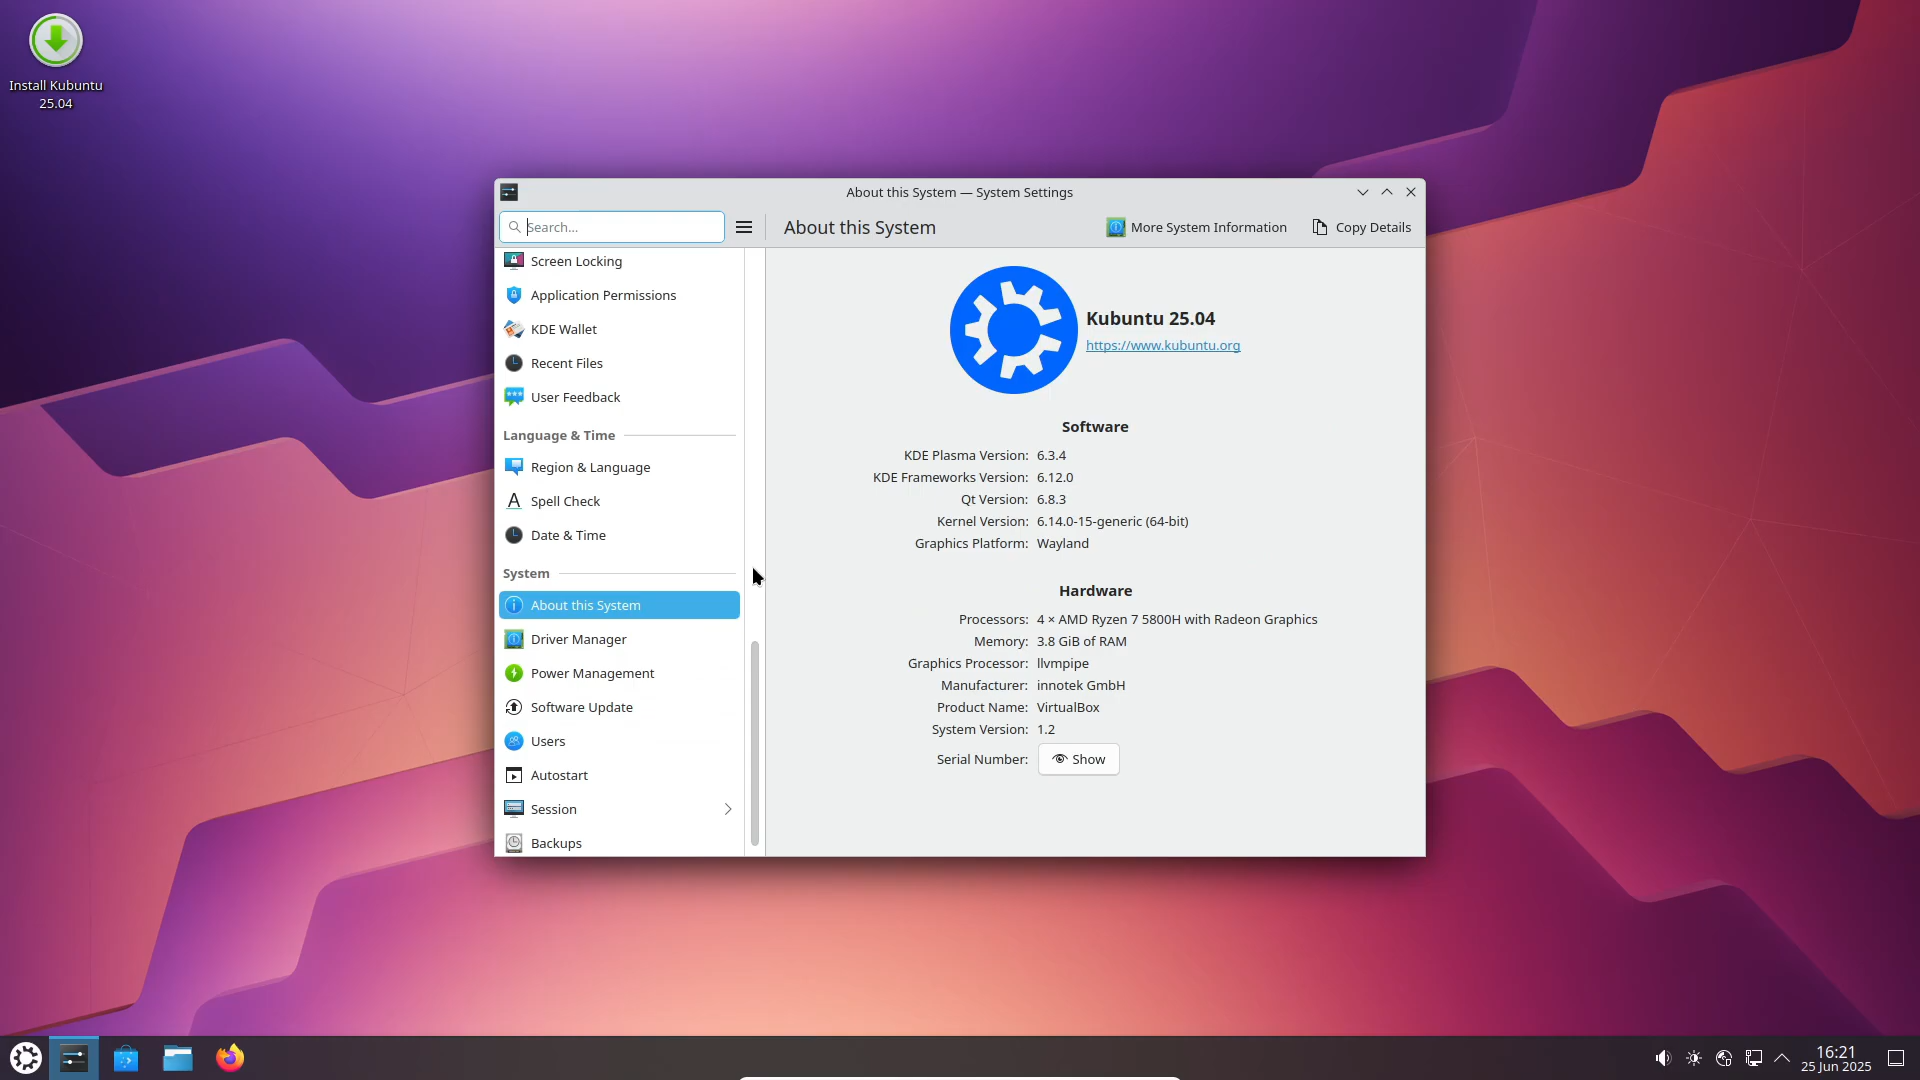 Install Kubuntu
25.04
About this System — System Settings
Search...
About this System
More System Information
Copy Details
Screen Locking
Application Permissions
KDE Wallet
Recent Files
User Feedback
Language & Time
Region & Language
Spell Check
Date & Time
System
About this System
Driver Manager
Power Management
Software Update
Users
Autostart
Session
Backups
Kubuntu 25.04
https://www.kubuntu.org
Software
KDE Plasma Version: 6.3.4
KDE Frameworks Version: 6.12.0
Qt Version: 6.8.3
Kernel Version: 6.14.0-15-generic (64-bit)
Graphics Platform: Wayland
Hardware
Processors: 4 × AMD Ryzen 7 5800H with Radeon Graphics
Memory: 3.8 GiB of RAM
Graphics Processor: llvmpipe
Manufacturer: innotek GmbH
Product Name: VirtualBox
System Version: 1.2
Serial Number: Show
16:21
25 Jun 2025